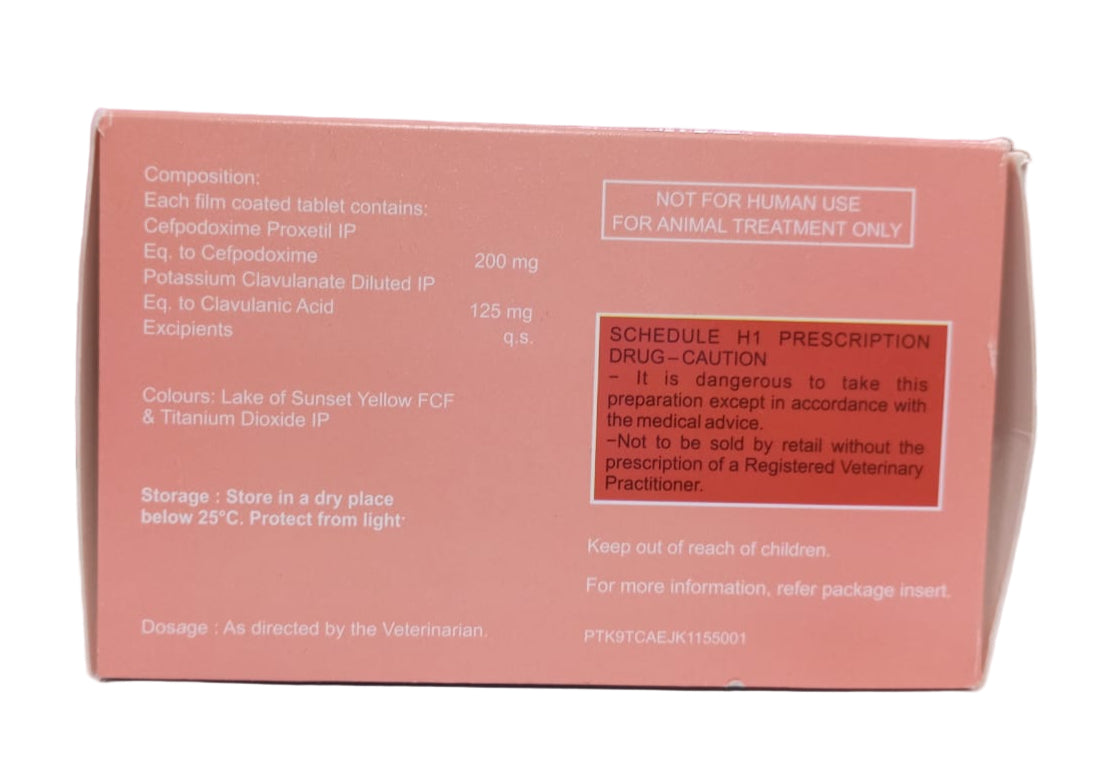 Composition:
Each film coated tablet contains:
Cefpodoxime Proxetil IP
Eq. to Cefpodoxime 200 mg
Potassium Clavulanate Diluted IP
Eq. to Clavulanic Acid 125 mg
Excipients q.s.
Colours: Lake of Sunset Yellow FCF
& Titanium Dioxide IP
Storage : Store in a dry place
below 25°C. Protect from light·
Dosage : As directed by the Veterinarian.
NOT FOR HUMAN USE
FOR ANIMAL TREATMENT ONLY
SCHEDULE H1 PRESCRIPTION
DRUG–CAUTION
– It is dangerous to take this
preparation except in accordance with
the medical advice.
–Not to be sold by retail without the
prescription of a Registered Veterinary
Practitioner.
Keep out of reach of children.
For more information, refer package insert.
PTK9TCAEJK1155001